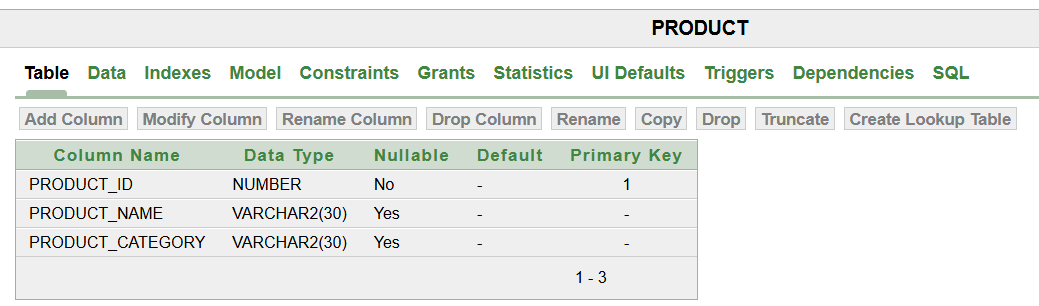 PRODUCT
Table Data Indexes Model Constraints Grants Statistics UI Defaults Triggers Dependencies SQL
Add Column Modify Column Rename Column Drop Column Rename Copy Drop Truncate Create Lookup Table
Column Name Data Type Nullable Default Primary Key
PRODUCT_ID NUMBER No - 1
PRODUCT_NAME VARCHAR2(30) Yes - -
PRODUCT_CATEGORY VARCHAR2(30) Yes - -
1 - 3